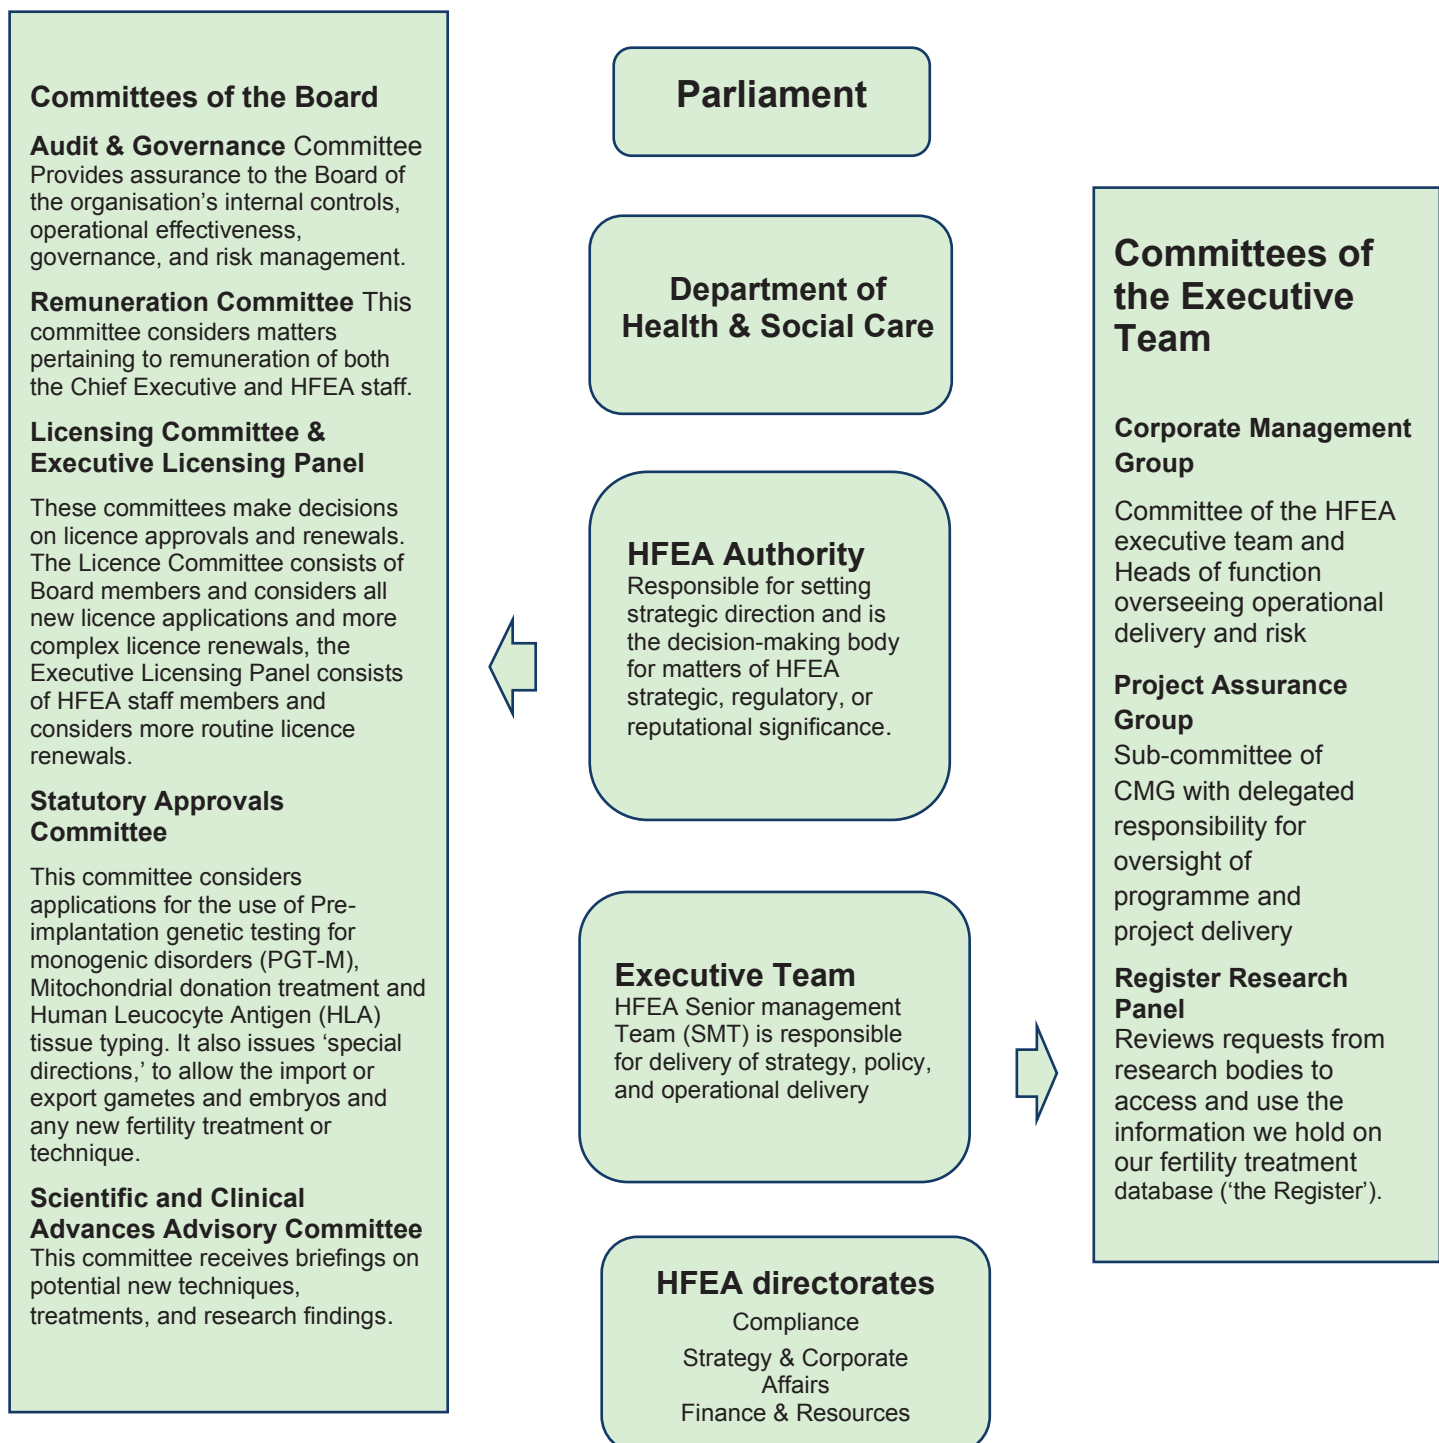 Committees of the Board
Audit & Governance Committee
Provides assurance to the Board of
the organisation’s internal controls,
operational effectiveness,
governance, and risk management.
Remuneration Committee This
committee considers matters
pertaining to remuneration of both
the Chief Executive and HFEA staff.
Licensing Committee &
Executive Licensing Panel
These committees make decisions
on licence approvals and renewals.
The Licence Committee consists of
Board members and considers all
new licence applications and more
complex licence renewals, the
Executive Licensing Panel consists
of HFEA staff members and
considers more routine licence
renewals.
Statutory Approvals
Committee
This committee considers
applications for the use of Pre-
implantation genetic testing for
monogenic disorders (PGT-M),
Mitochondrial donation treatment and
Human Leucocyte Antigen (HLA)
tissue typing. It also issues ‘special
directions,’ to allow the import or
export gametes and embryos and
any new fertility treatment or
technique.
Scientific and Clinical
Advances Advisory Committee
This committee receives briefings on
potential new techniques,
treatments, and research findings.
Parliament
Department of
Health & Social Care
HFEA Authority
Responsible for setting
strategic direction and is
the decision-making body
for matters of HFEA
strategic, regulatory, or
reputational significance.
Executive Team
HFEA Senior management
Team (SMT) is responsible
for delivery of strategy, policy,
and operational delivery
HFEA directorates
Compliance
Strategy & Corporate
Affairs
Finance & Resources
Committees of
the Executive
Team
Corporate Management
Group
Committee of the HFEA
executive team and
Heads of function
overseeing operational
delivery and risk
Project Assurance
Group
Sub-committee of
CMG with delegated
responsibility for
oversight of
programme and
project delivery
Register Research
Panel
Reviews requests from
research bodies to
access and use the
information we hold on
our fertility treatment
database (‘the Register’).